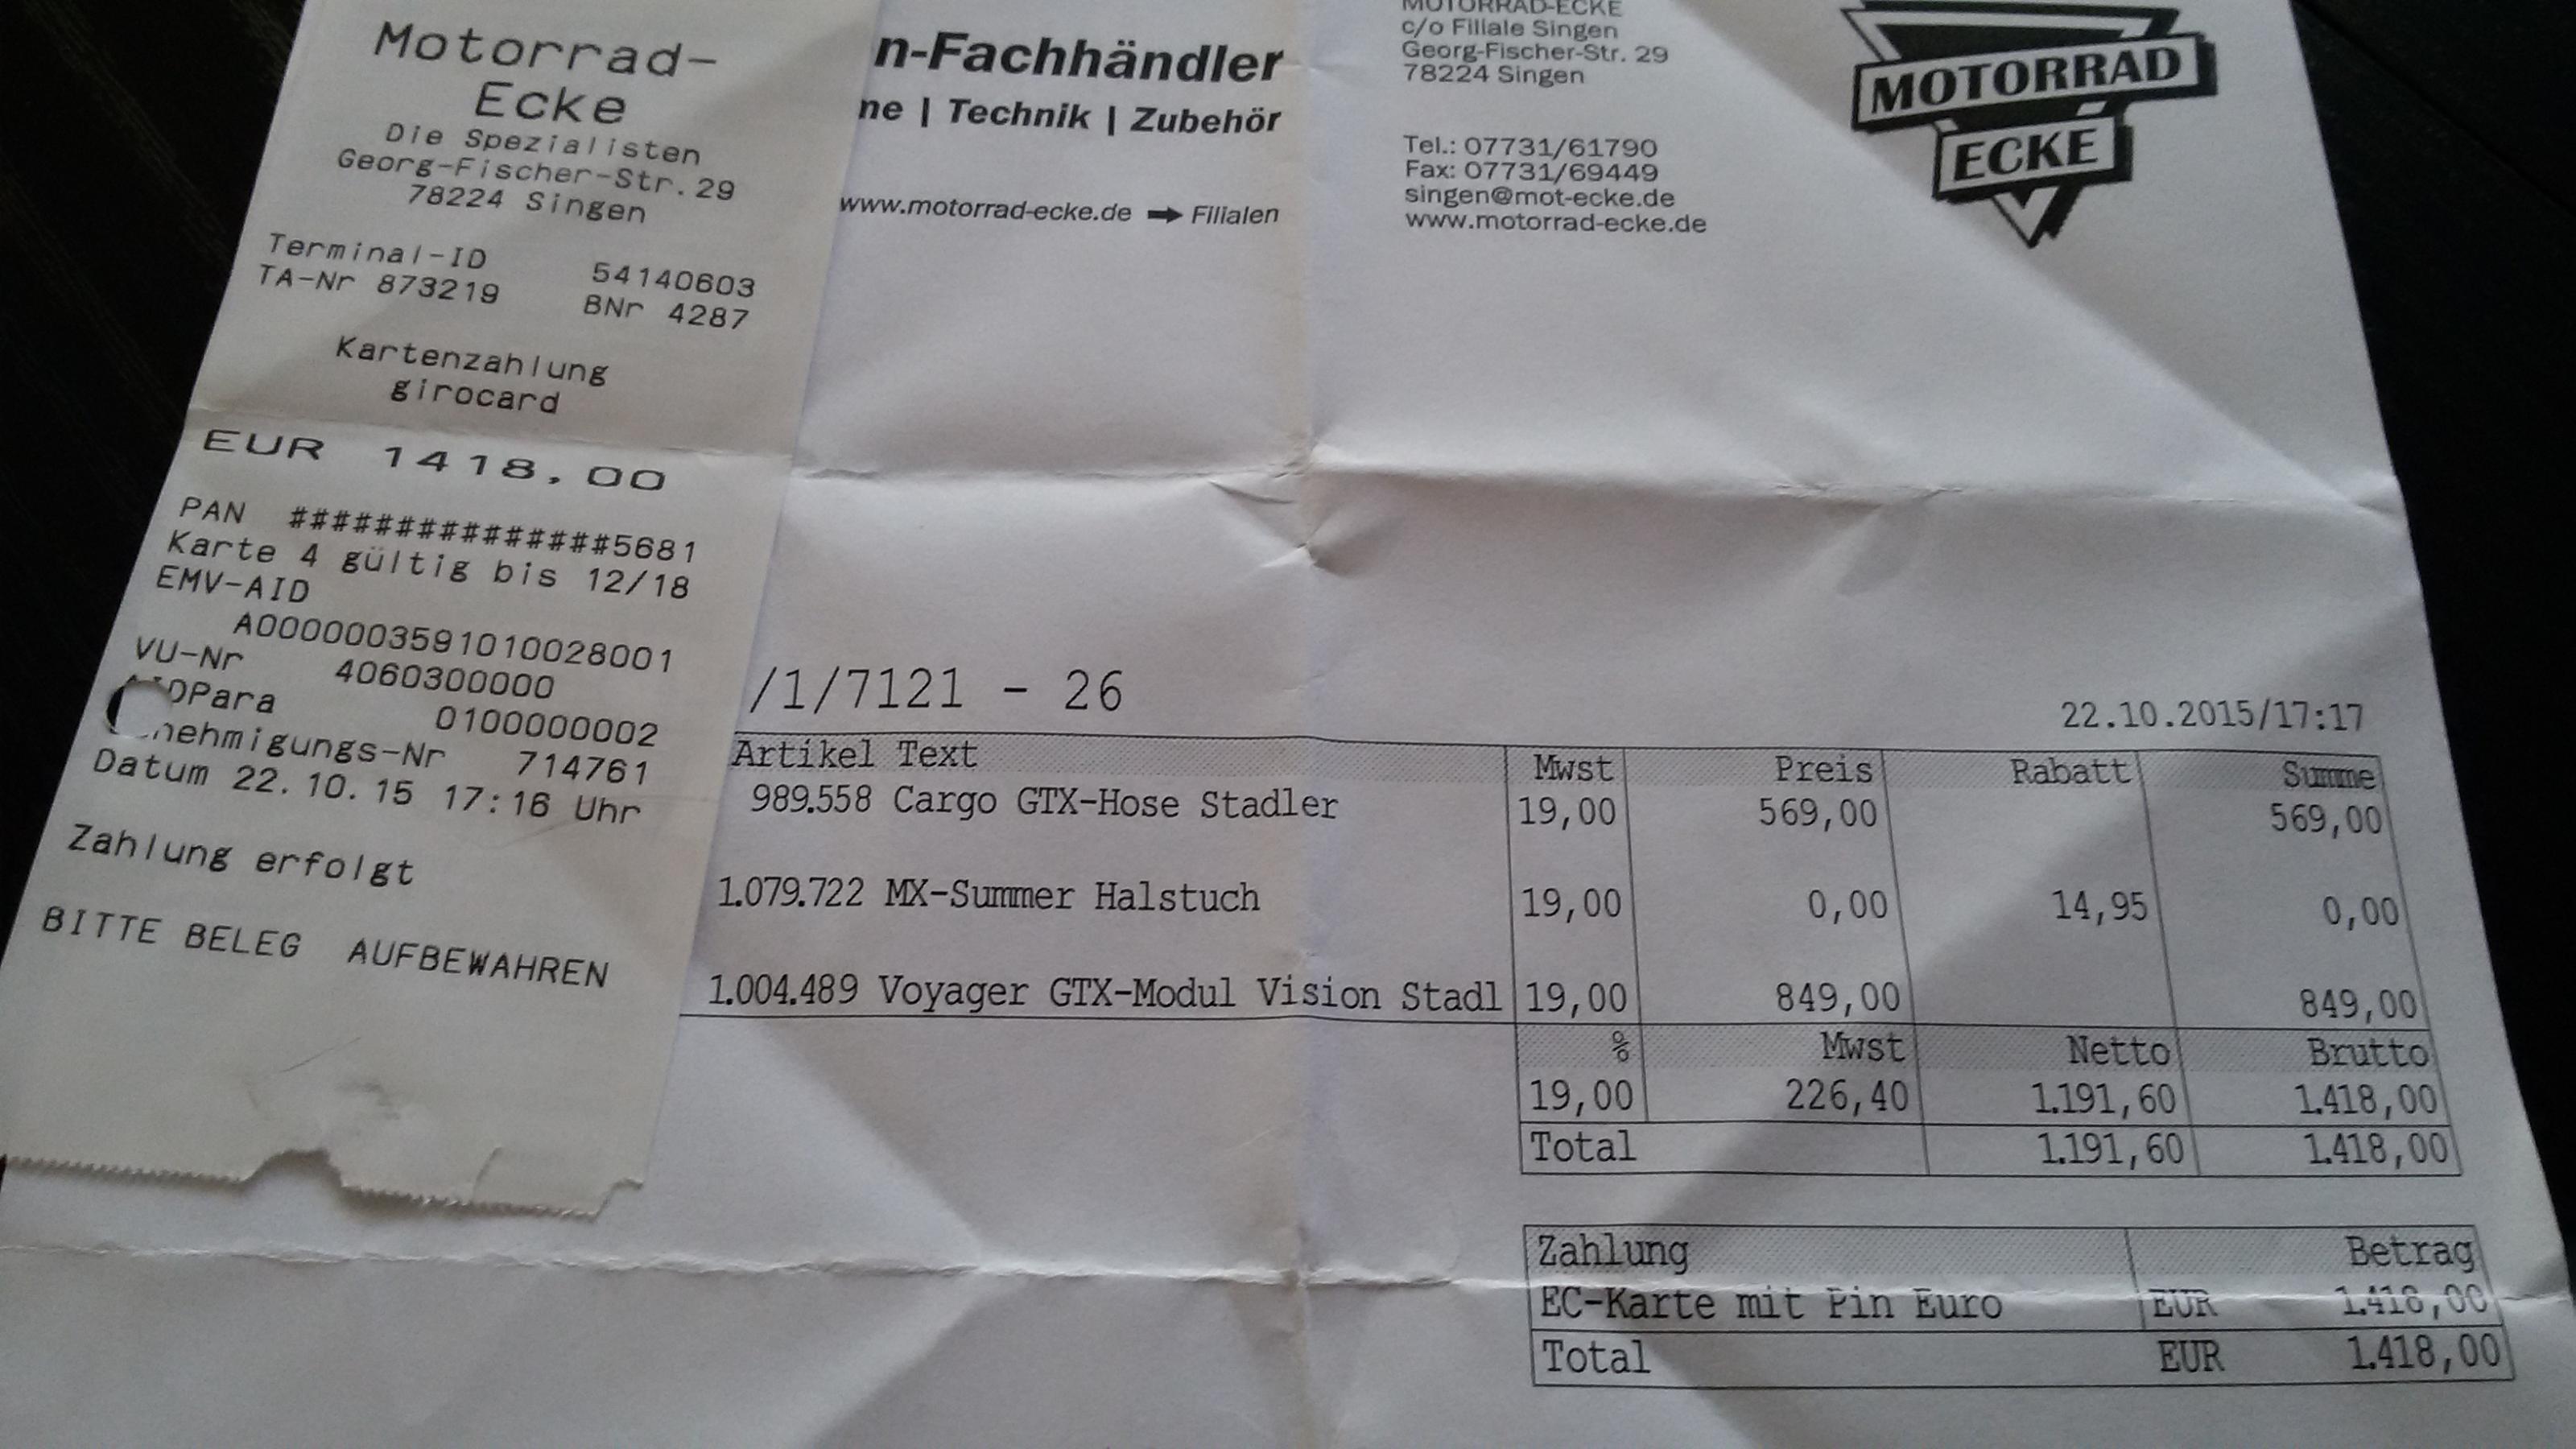 Motorrad-
Ecke
Die Spezialisten
Georg-Fischer-Str.29
78224 Singen
Terminal-ID 54140603
TA-Nr 873219 BNr 4287
Kartenzahlung
girocard
EUR 1418,00
PAN ###############5681
Karte 4 gültig bis 12/18
EMV-AID
A0000003591010028001
VU-Nr 4060300000
DPara 0100000002
nehmigungs-Nr 714761
Datum 22.10.15 17:16 Uhr
Zahlung erfolgt
BITTE BELEG AUFBEWAHREN
n-Fachhändler
ne | Technik | Zubehör
www.motorrad-ecke.de ➡ Filialen
MOTORRAD-ECKE
c/o Filiale Singen
Georg-Fischer-Str. 29
78224 Singen
Tel.: 07731/61790
Fax: 07731/69449
singen@mot-ecke.de
www.motorrad-ecke.de
MOTORRAD
ECKE
/1/7121 - 26
22.10.2015/17:17
Artikel Text Mwst Preis Rabatt Summe
989.558 Cargo GTX-Hose Stadler 19,00 569,00 569,00
1.079.722 MX-Summer Halstuch 19,00 0,00 14,95 0,00
1.004.489 Voyager GTX-Modul Vision Stadl 19,00 849,00 849,00
% Mwst Netto Brutto
19,00 226,40 1.191,60 1.418,00
Total 1.191,60 1.418,00
Zahlung Betrag
EC-Karte mit Pin Euro EUR 1.418,00
Total EUR 1.418,00